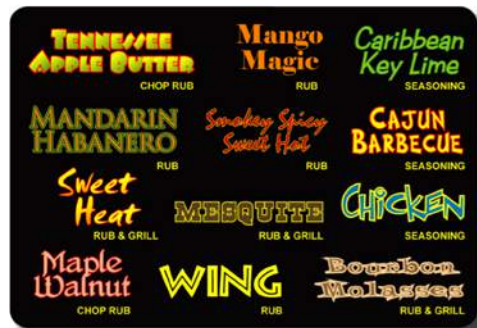 TENNESSEE
APPLE BUTTER
CHOP RUB
Mango
Magic
RUB
Caribbean
Key Lime
SEASONING
MANDARIN
HABANERO
RUB
Smokey Spicy
Sweet Hot
RUB
CAJUN
BARBECUE
SEASONING
Sweet
Heat
RUB & GRILL
MESQUITE
RUB & GRILL
CHICKEN
SEASONING
Maple
Walnut
CHOP RUB
WING
RUB
Bourbon
Molasses
RUB & GRILL